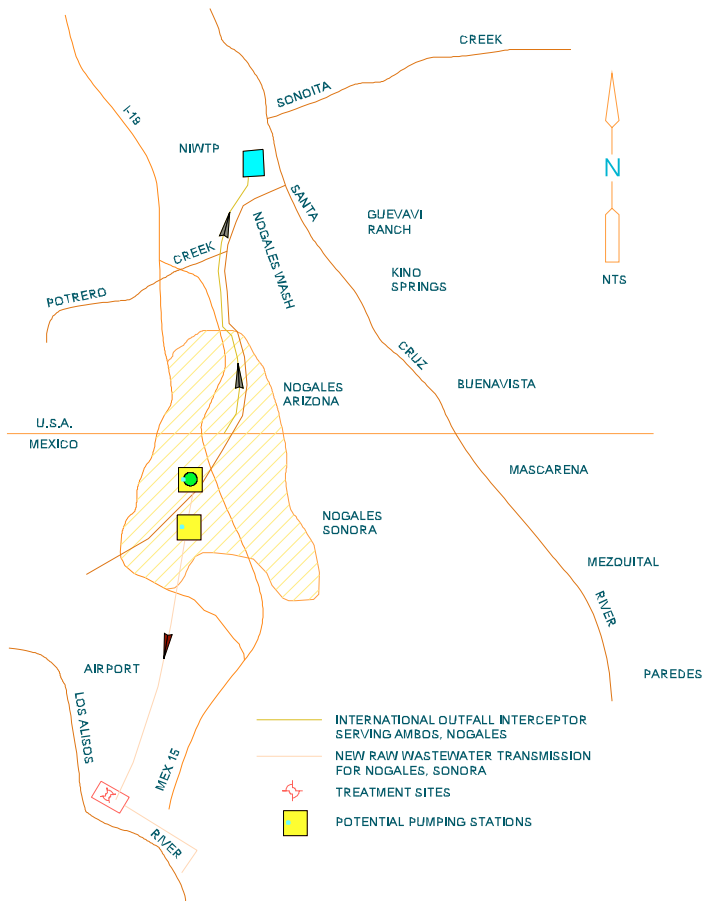 CREEK
SONOITA
I-19
NIWTP
SANTA
N
GUEVAVI
RANCH
NOGALES WASH
CREEK
KINO
SPRINGS
NTS
POTRERO
CRUZ
NOGALES
ARIZONA
BUENAVISTA
U.S.A.
MEXICO
MASCARENA
NOGALES
SONORA
MEZQUITAL
RIVER
AIRPORT
PAREDES
LOS ALISOS
INTERNATIONAL OUTFALL INTERCEPTOR
SERVING AMBOS, NOGALES
MEX 15
NEW RAW WASTEWATER TRANSMISSION
FOR NOGALES, SONORA
TREATMENT SITES
RIVER
POTENTIAL PUMPING STATIONS